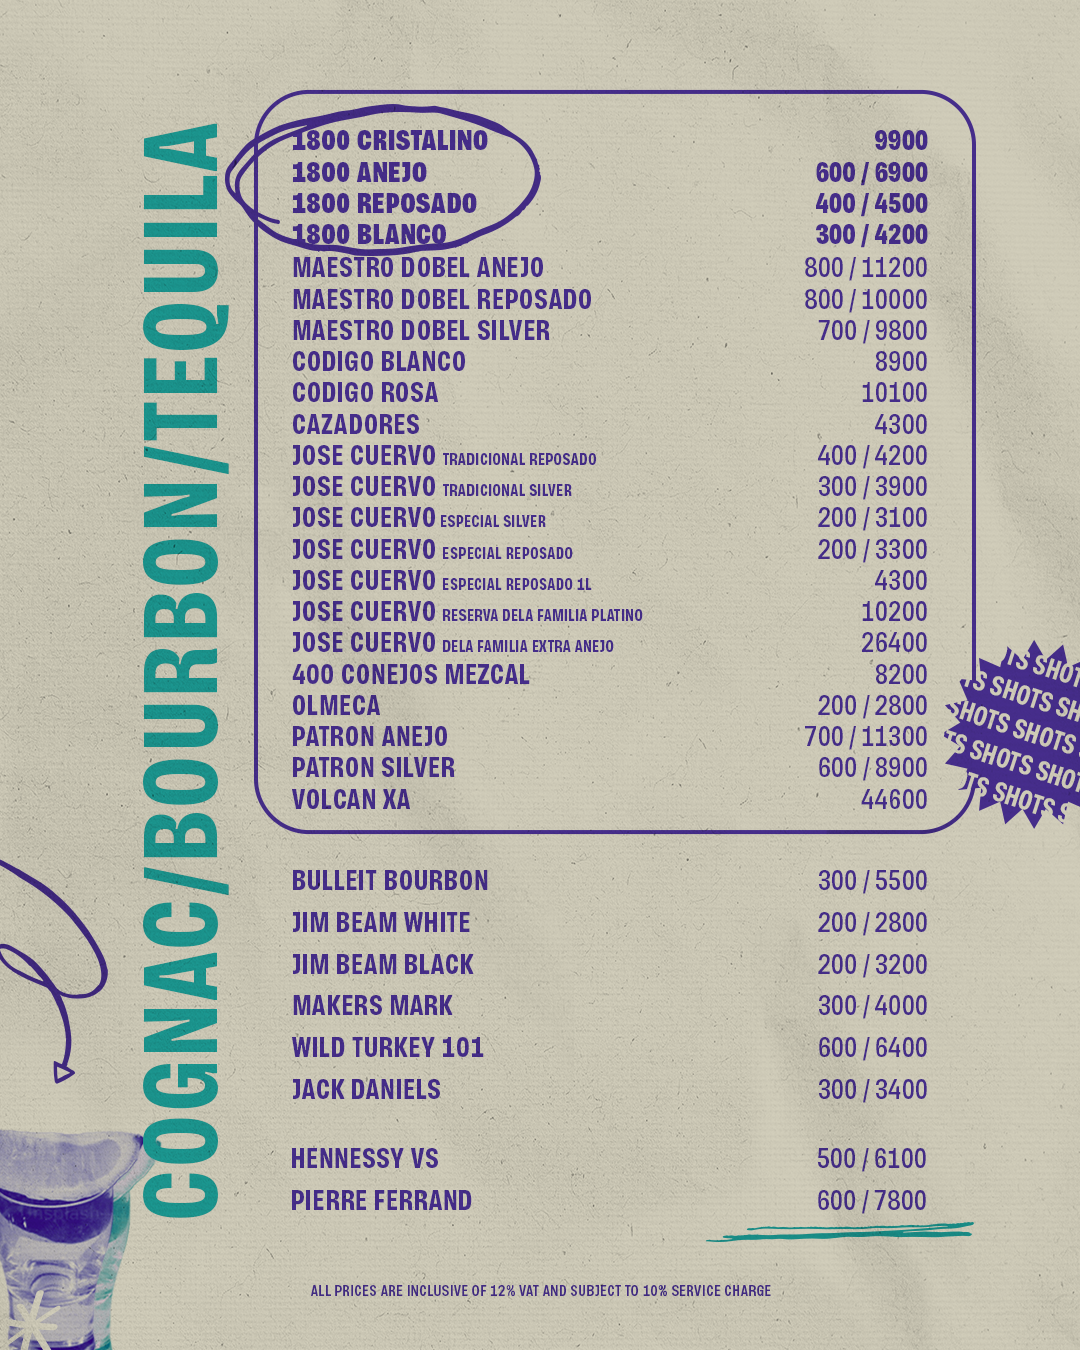 COGNAC/BOURBON/TEQUILA
1800 CRISTALINO 9900
1800 ANEJO 600 / 6900
1800 REPOSADO 400 / 4500
1800 BLANCO 300 / 4200
MAESTRO DOBEL ANEJO 800 / 11200
MAESTRO DOBEL REPOSADO 800 / 10000
MAESTRO DOBEL SILVER 700 / 9800
CODIGO BLANCO 8900
CODIGO ROSA 10100
CAZADORES 4300
JOSE CUERVO TRADICIONAL REPOSADO 400 / 4200
JOSE CUERVO TRADICIONAL SILVER 300 / 3900
JOSE CUERVO ESPECIAL SILVER 200 / 3100
JOSE CUERVO ESPECIAL REPOSADO 200 / 3300
JOSE CUERVO ESPECIAL REPOSADO 1L 4300
JOSE CUERVO RESERVA DELA FAMILIA PLATINO 10200
JOSE CUERVO DELA FAMILIA EXTRA ANEJO 26400
400 CONEJOS MEZCAL 8200
OLMECA 200 / 2800
PATRON ANEJO 700 / 11300
PATRON SILVER 600 / 8900
VOLCAN XA 44600
TS SHOT
TS SHOTS SH
SHOTS SHOTS
TS SHOTS SHOT
TS SHOTS S
BULLEIT BOURBON 300 / 5500
JIM BEAM WHITE 200 / 2800
JIM BEAM BLACK 200 / 3200
MAKERS MARK 300 / 4000
WILD TURKEY 101 600 / 6400
JACK DANIELS 300 / 3400
HENNESSY VS 500 / 6100
PIERRE FERRAND 600 / 7800
ALL PRICES ARE INCLUSIVE OF 12% VAT AND SUBJECT TO 10% SERVICE CHARGE